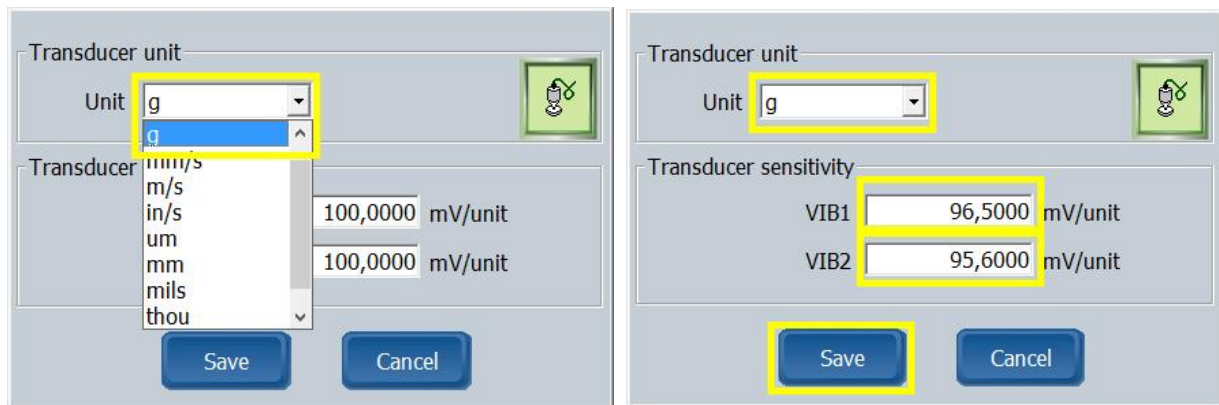 Transducer unit
Unit g
g
mm/s
Transducer
m/s
in/s
100,0000 mV/unit
um
mm
100,0000 mV/unit
mils
thou
Save Cancel
Transducer unit
Unit g
Transducer sensitivity
VIB1 96,5000 mV/unit
VIB2 95,6000 mV/unit
Save Cancel